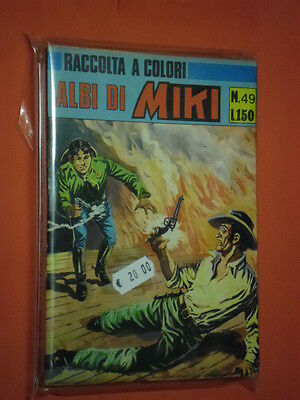 RACCOLTA A COLORI
ALBI DI MIKI
N.49
L.150
€ 20,00